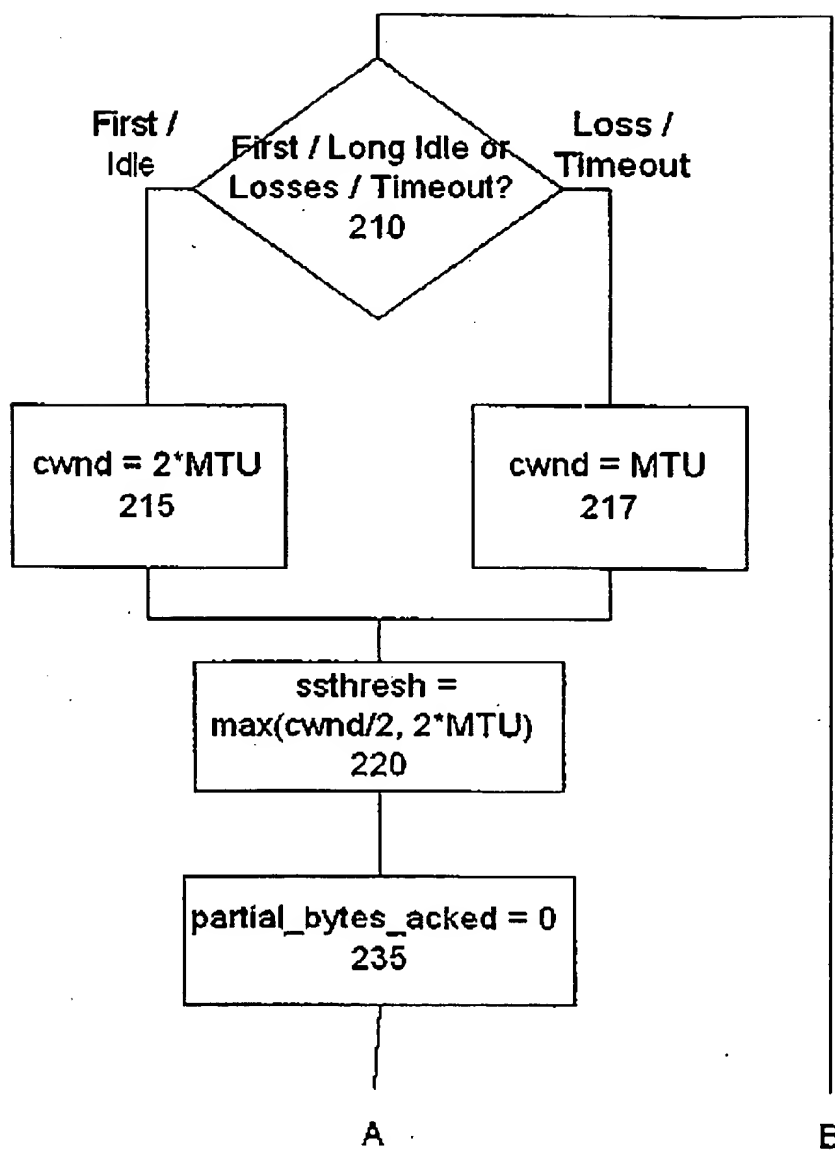 First /
Idle
First / Long Idle or
Losses / Timeout?
210
Loss /
Timeout
cwnd = 2*MTU
215
cwnd = MTU
217
ssthresh =
max(cwnd/2, 2*MTU)
220
partial_bytes_acked = 0
235
A
B